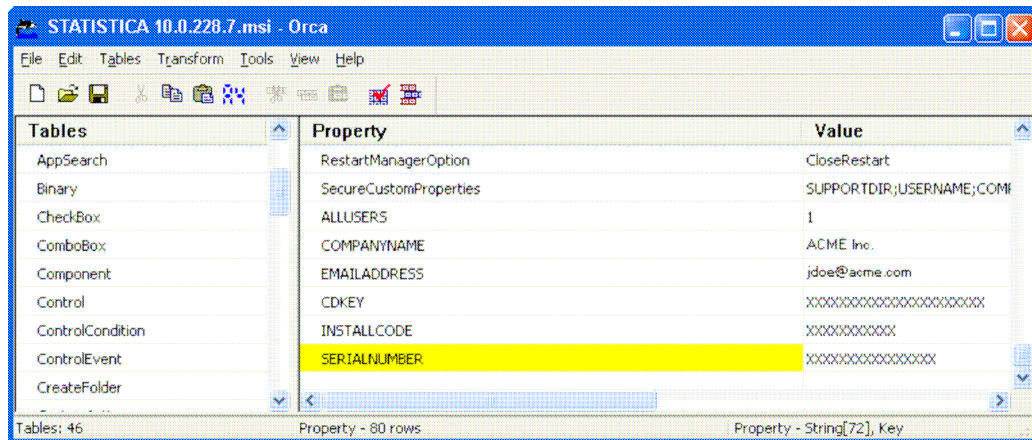 STATISTICA 10.0.228.7.msi - Orca
File Edit Tables Transform Tools View Help
Tables Property Value
AppSearch RestartManagerOption CloseRestart
Binary SecureCustomProperties SUPPORTDIR;USERNAME;COMP
CheckBox ALLUSERS 1
ComboBox COMPANYNAME ACME Inc.
Component EMAILADDRESS jdoe@acme.com
Control CDKEY XXXXXXXXXXXXXXXXXXXXXX
ControlCondition INSTALLCODE XXXXXXXXXXX
ControlEvent SERIALNUMBER XXXXXXXXXXXXXXXX
CreateFolder
Tables: 46 Property - 80 rows Property - String[72], Key